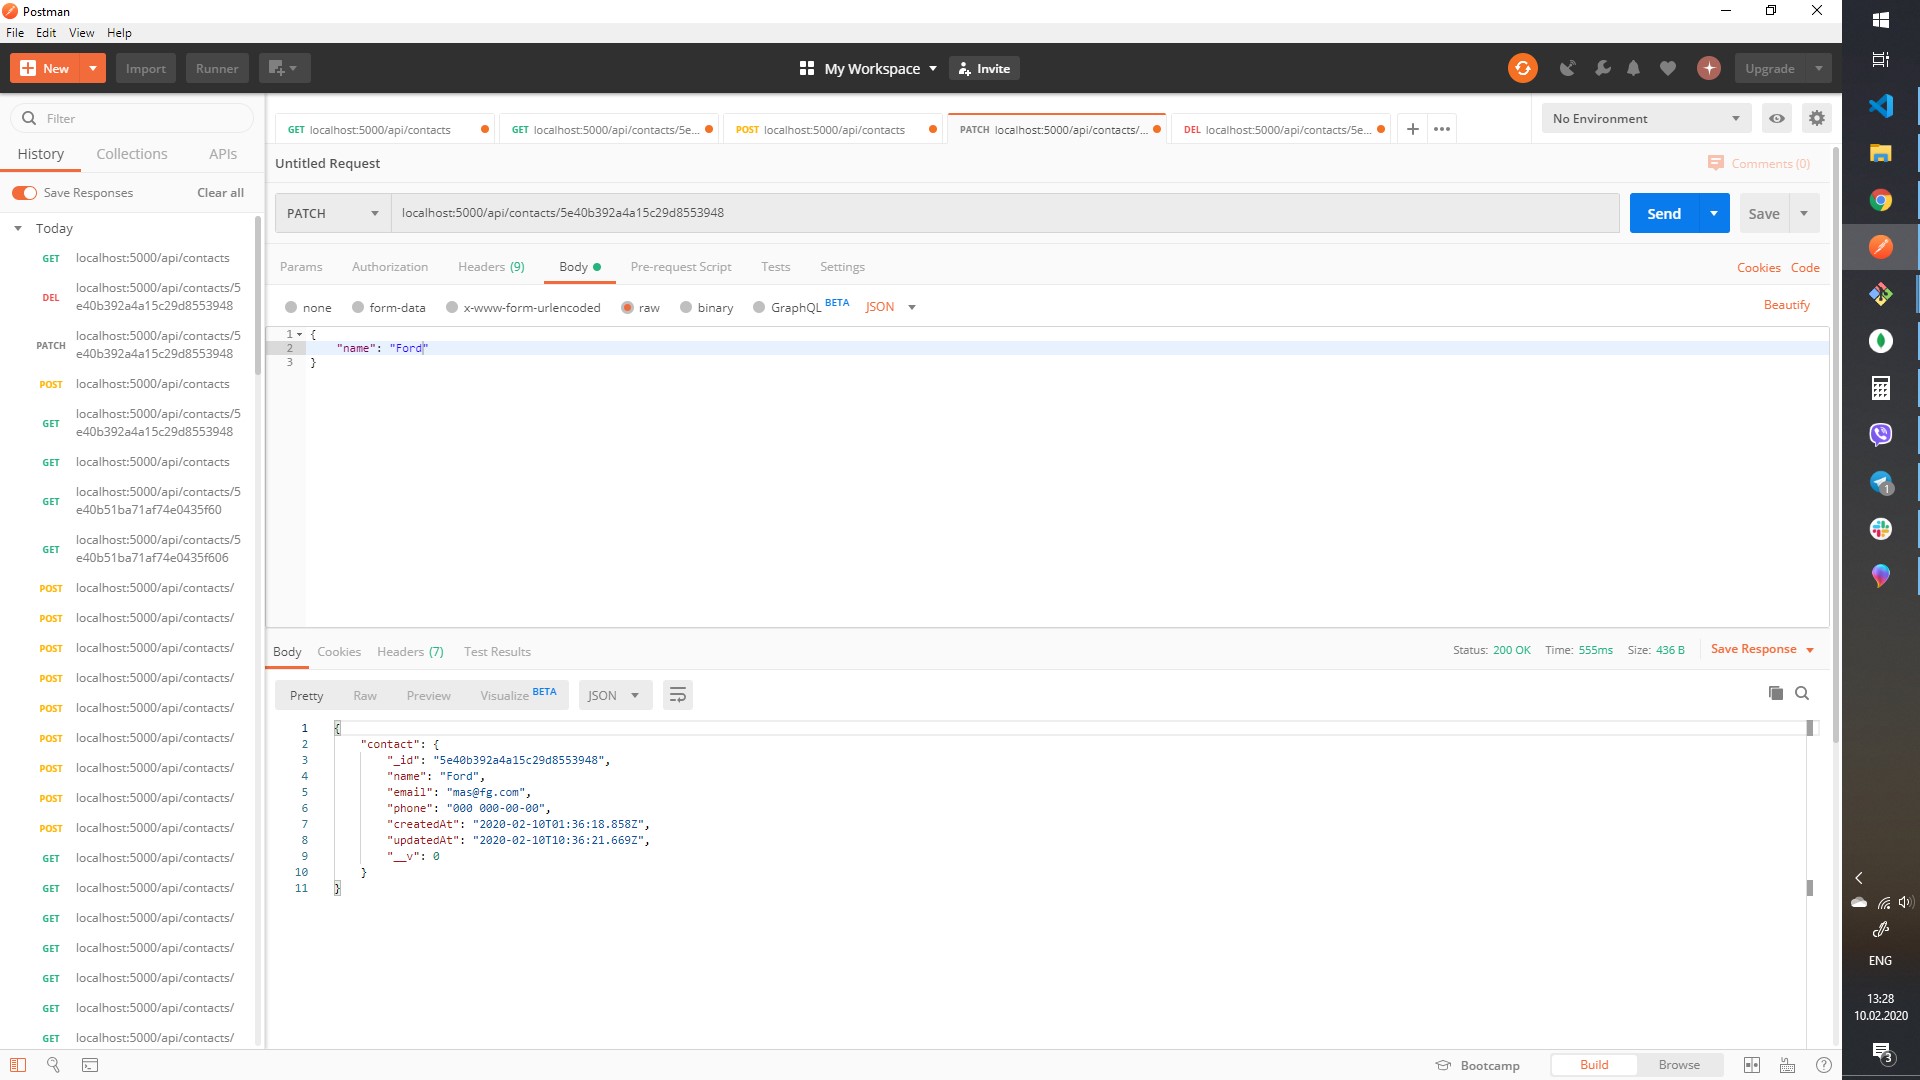 Postman
File Edit View Help
New Import Runner My Workspace Invite Upgrade
Filter
History Collections APIs
Save Responses Clear all
Today
GET localhost:5000/api/contacts
DEL localhost:5000/api/contacts/5
e40b392a4a15c29d8553948
PATCH localhost:5000/api/contacts/5
e40b392a4a15c29d8553948
POST localhost:5000/api/contacts
GET localhost:5000/api/contacts/5
e40b392a4a15c29d8553948
GET localhost:5000/api/contacts
GET localhost:5000/api/contacts/5
e40b51ba71af74e0435f60
GET localhost:5000/api/contacts/5
e40b51ba71af74e0435f606
POST localhost:5000/api/contacts/
POST localhost:5000/api/contacts/
POST localhost:5000/api/contacts/
POST localhost:5000/api/contacts/
POST localhost:5000/api/contacts/
POST localhost:5000/api/contacts/
POST localhost:5000/api/contacts/
POST localhost:5000/api/contacts/
POST localhost:5000/api/contacts/
GET localhost:5000/api/contacts/
GET localhost:5000/api/contacts/
GET localhost:5000/api/contacts/
GET localhost:5000/api/contacts/
GET localhost:5000/api/contacts/
GET localhost:5000/api/contacts/
GET localhost:5000/api/contacts/
GET localhost:5000/api/contacts GET localhost:5000/api/contacts/5e... POST localhost:5000/api/contacts PATCH localhost:5000/api/contacts/... DEL localhost:5000/api/contacts/5e... No Environment
Untitled Request Comments (0)
PATCH localhost:5000/api/contacts/5e40b392a4a15c29d8553948 Send Save
Params Authorization Headers (9) Body Pre-request Script Tests Settings Cookies Code
none form-data x-www-form-urlencoded raw binary GraphQL BETA JSON Beautify
1 {
2 "name": "Ford"
3 }
Body Cookies Headers (7) Test Results Status: 200 OK Time: 555ms Size: 436 B Save Response
Pretty Raw Preview Visualize BETA JSON
1 {
2 "contact": {
3 "_id": "5e40b392a4a15c29d8553948",
4 "name": "Ford",
5 "email": "mas@fg.com",
6 "phone": "000 000-00-00",
7 "createdAt": "2020-02-10T01:36:18.858Z",
8 "updatedAt": "2020-02-10T10:36:21.669Z",
9 "__v": 0
10 }
11 }
Bootcamp Build Browse
1
ENG
13:28
10.02.2020
3